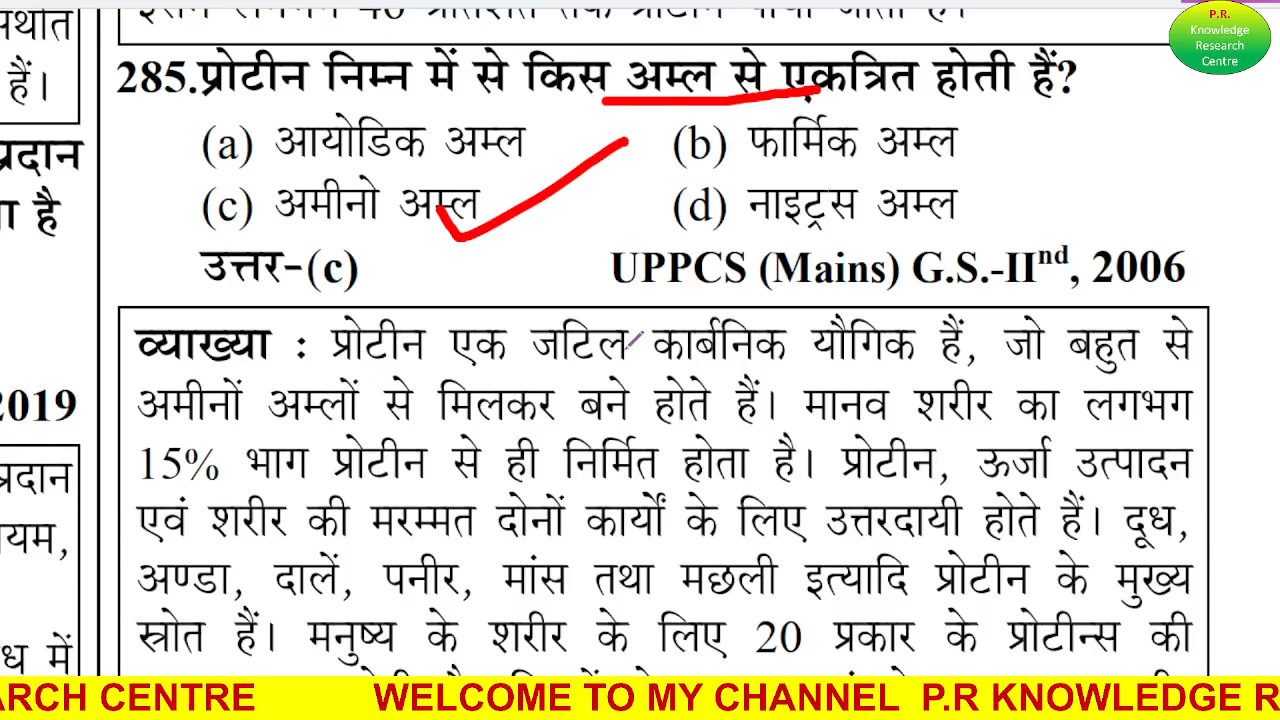 P.R.
Knowledge
Research
Centre
हैं।
285.प्रोटीन निम्न में से किस अम्ल से एकत्रित होती हैं?
(a) आयोडिक अम्ल (b) फार्मिक अम्ल
(c) अमीनो अम्ल (d) नाइट्रस अम्ल
उत्तर-(c) UPPCS (Mains) G.S.-IInd, 2006
प्रदान
है
2019
प्रदान
ध में
व्याख्या : प्रोटीन एक जटिल कार्बनिक यौगिक हैं, जो बहुत से
अमीनों अम्लों से मिलकर बने होते हैं। मानव शरीर का लगभग
15% भाग प्रोटीन से ही निर्मित होता है। प्रोटीन, ऊर्जा उत्पादन
एवं शरीर की मरम्मत दोनों कार्यों के लिए उत्तरदायी होते हैं। दूध,
अण्डा, दालें, पनीर, मांस तथा मछली इत्यादि प्रोटीन के मुख्य
स्त्रोत हैं। मनुष्य के शरीर के लिए 20 प्रकार के प्रोटीन्स की
ARCH CENTRE WELCOME TO MY CHANNEL P.R KNOWLEDGE R